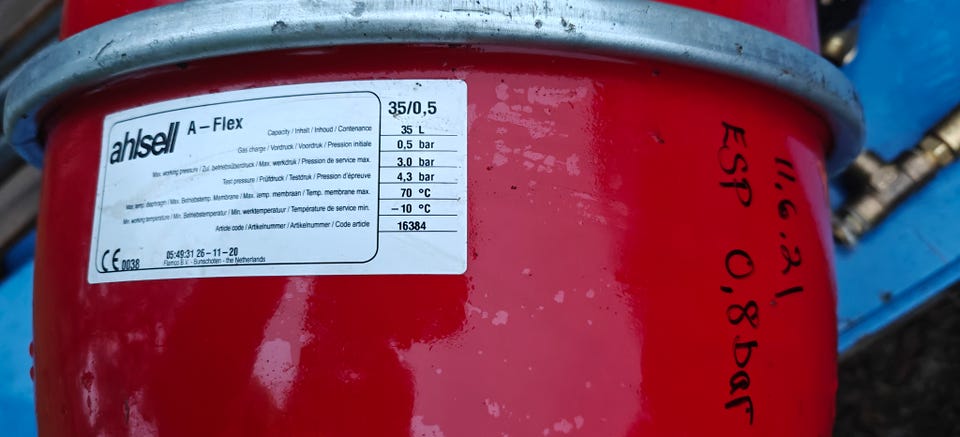 ahlsell A-Flex 35/0,5
Capacity / Inhalt / Inhoud / Contenance 35 L
Gas charge / Vordruck / Voordruk / Pression initiale 0,5 bar
Max. working pressure / Zul. betriebsüberdruck / Max. werkdruk / Pression de service max. 3,0 bar
Test pressure / Prüfdruck / Testdruk / Pression d'épreuve 4,3 bar
Max. temp. diaphragm / Max. Betriebstemp. Membrane / Max. temp. membraan / Temp. membrane max. 70 °C
Min. working temperature / Min. Betriebstemperatur / Min. werktemperatuur / Température de service min. -10 °C
Article code / Artikelnummer / Artikelnummer / Code article 16384
CE 0038 05:49:31 26-11-20
Flamco B.V. - Bunschoten - the Netherlands
11.6.21
ESP 0,8bar